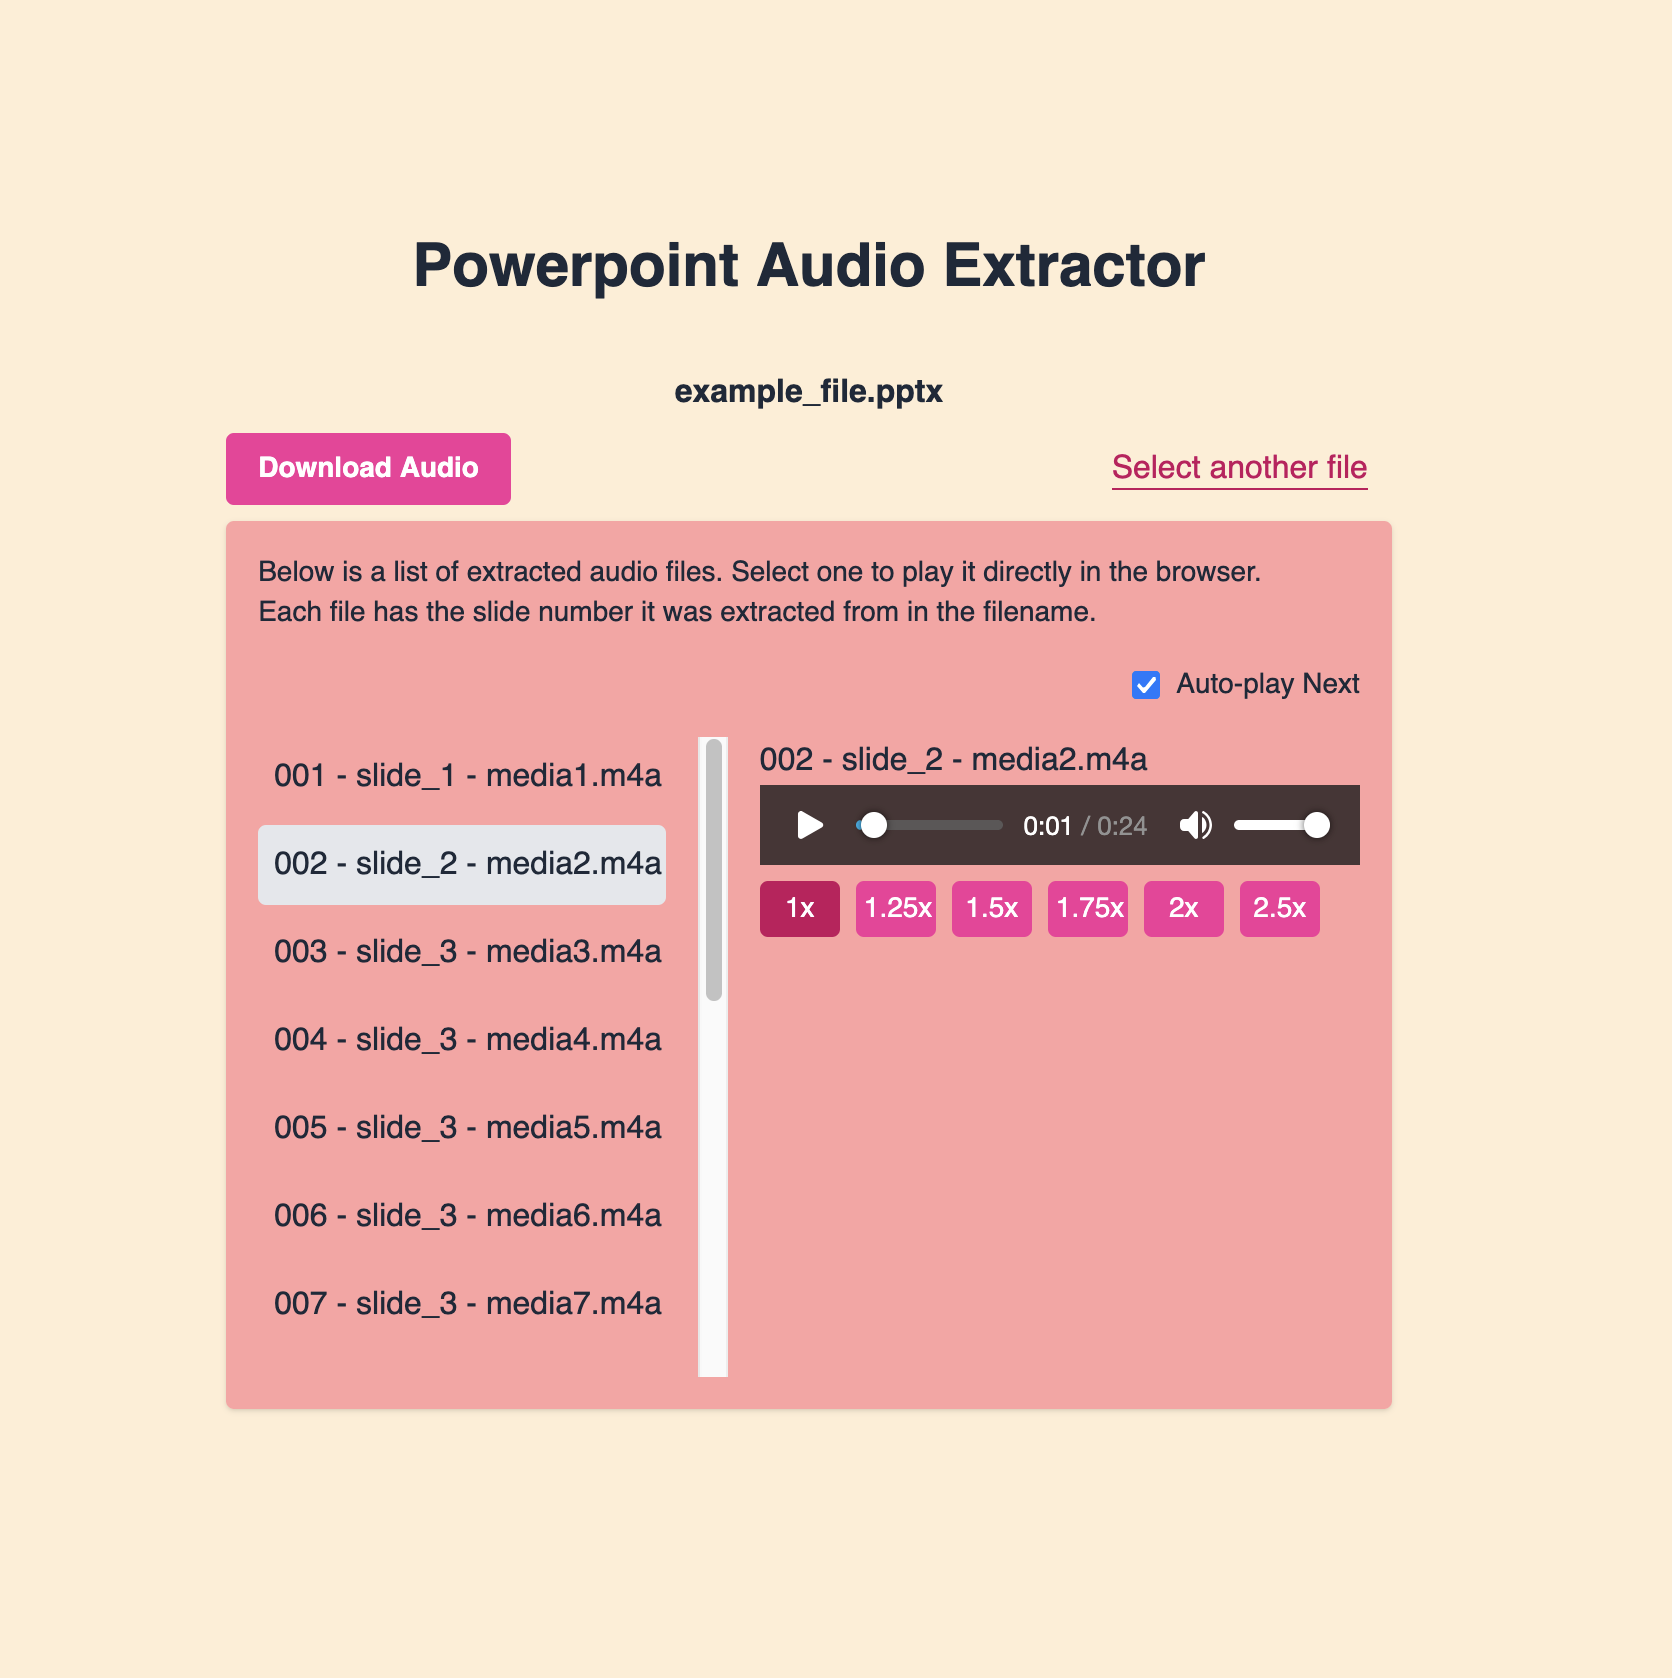 Powerpoint Audio Extractor
example_file.pptx
Download Audio
Select another file
Below is a list of extracted audio files. Select one to play it directly in the browser.
Each file has the slide number it was extracted from in the filename.
Auto-play Next
001 - slide_1 - media1.m4a
002 - slide_2 - media2.m4a
003 - slide_3 - media3.m4a
004 - slide_3 - media4.m4a
005 - slide_3 - media5.m4a
006 - slide_3 - media6.m4a
007 - slide_3 - media7.m4a
002 - slide_2 - media2.m4a
0:01 / 0:24
1x 1.25x 1.5x 1.75x 2x 2.5x